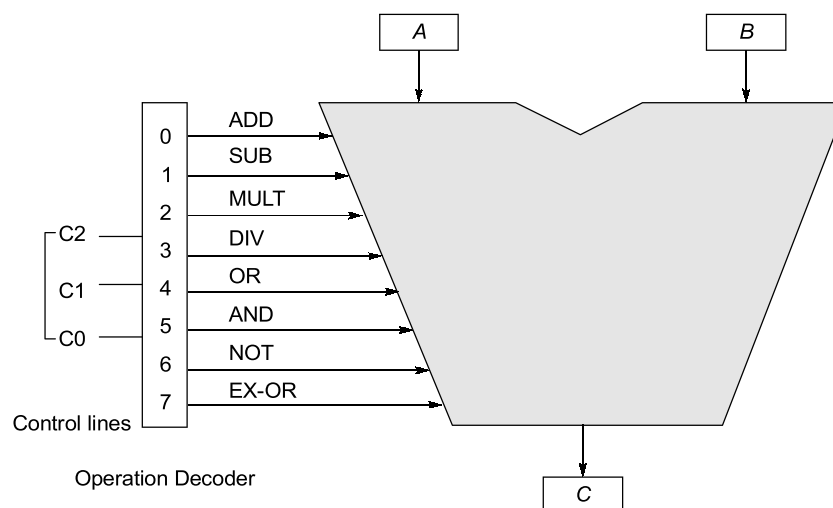 A
B
ADD
0
SUB
1
MULT
2
C2
DIV
3
OR
C1
4
AND
5
C0
NOT
6
EX-OR
7
Control lines
Operation Decoder
C